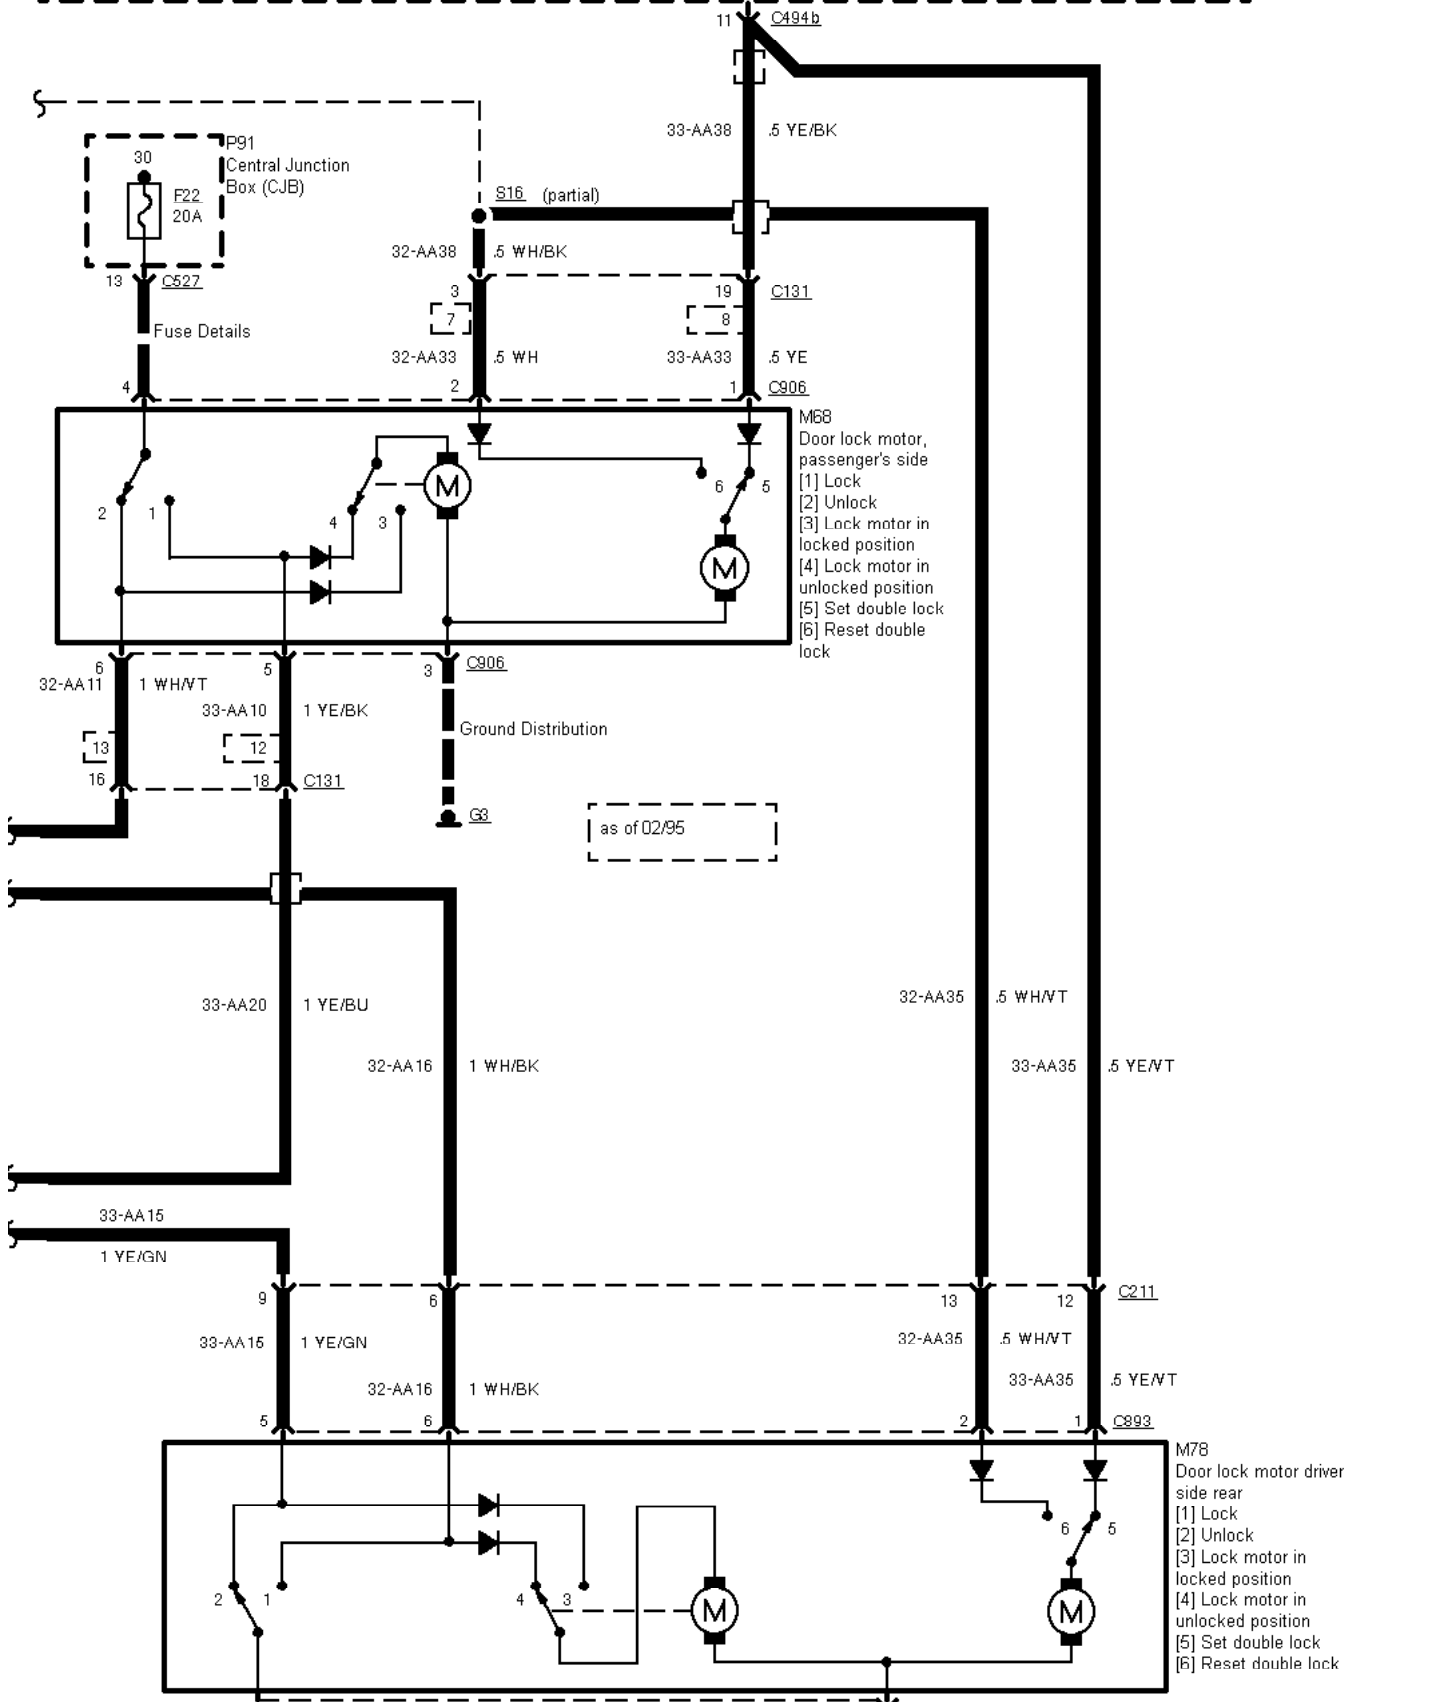 11 C494b
33-AA38 .5 YE/BK
P91
Central Junction
Box (CJB)
30
F22
20A
S16 (partial)
32-AA38 .5 WH/BK
13 C527
3 19 C131
7 8
Fuse Details
32-AA33 .5 WH 33-AA33 .5 YE
4 2 1 C906
M68
Door lock motor,
passenger's side
[1] Lock
[2] Unlock
[3] Lock motor in
locked position
[4] Lock motor in
unlocked position
[5] Set double lock
[6] Reset double
lock
M
6 5
2 1 4 3
M
6 5 3 C906
32-AA11 1 WH/VT
33-AA10 1 YE/BK
Ground Distribution
13 12
16 18 C131
G3
as of 02/95
32-AA35 .5 WH/VT
33-AA20 1 YE/BU
32-AA16 1 WH/BK 33-AA35 .5 YE/VT
33-AA15
1 YE/GN
9 6 13 12 C211
33-AA15 1 YE/GN 32-AA35 .5 WH/VT
32-AA16 1 WH/BK 33-AA35 .5 YE/VT
5 6 2 1 C893
M78
Door lock motor driver
side rear
[1] Lock
[2] Unlock
[3] Lock motor in
locked position
[4] Lock motor in
unlocked position
[5] Set double lock
[6] Reset double lock
6 5
2 1 4 3
M M